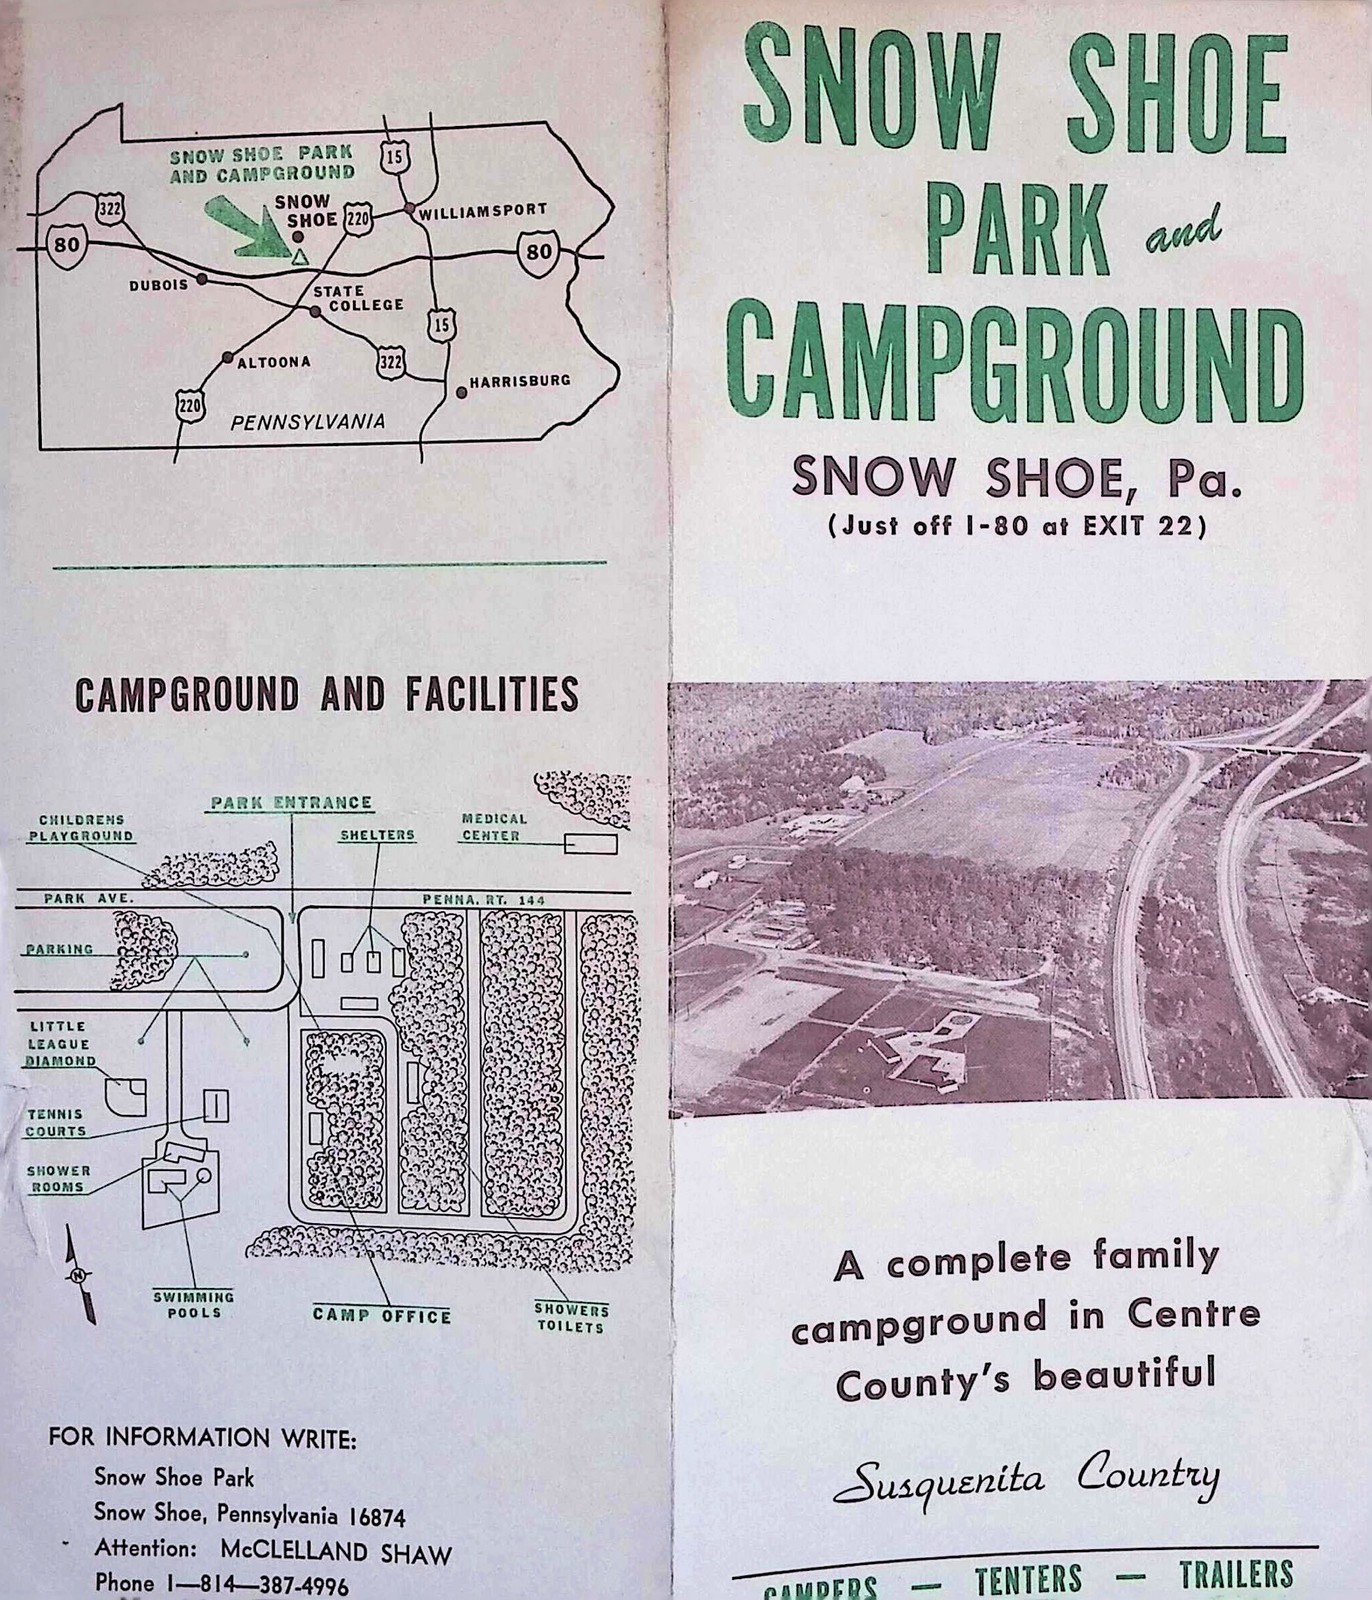 SNOW SHOE PARK
AND CAMPGROUND
SNOW
SHOE
15
322
220
WILLIAMSPORT
80
80
DUBOIS
STATE
COLLEGE
15
322
ALTOONA
HARRISBURG
220
PENNSYLVANIA
CAMPGROUND AND FACILITIES
PARK ENTRANCE
CHILDRENS
PLAYGROUND
SHELTERS
MEDICAL
CENTER
PARK AVE.
PENNA. RT. 144
PARKING
LITTLE
LEAGUE
DIAMOND
TENNIS
COURTS
SHOWER
ROOMS
N
SWIMMING
POOLS
CAMP OFFICE
SHOWERS
TOILETS
FOR INFORMATION WRITE:
Snow Shoe Park
Snow Shoe, Pennsylvania 16874
Attention: McCLELLAND SHAW
Phone 1—814—387-4996
SNOW SHOE
PARK and
CAMPGROUND
SNOW SHOE, Pa.
(Just off I-80 at EXIT 22)
A complete family
campground in Centre
County's beautiful
Susquenita Country
CAMPERS — TENTERS — TRAILERS